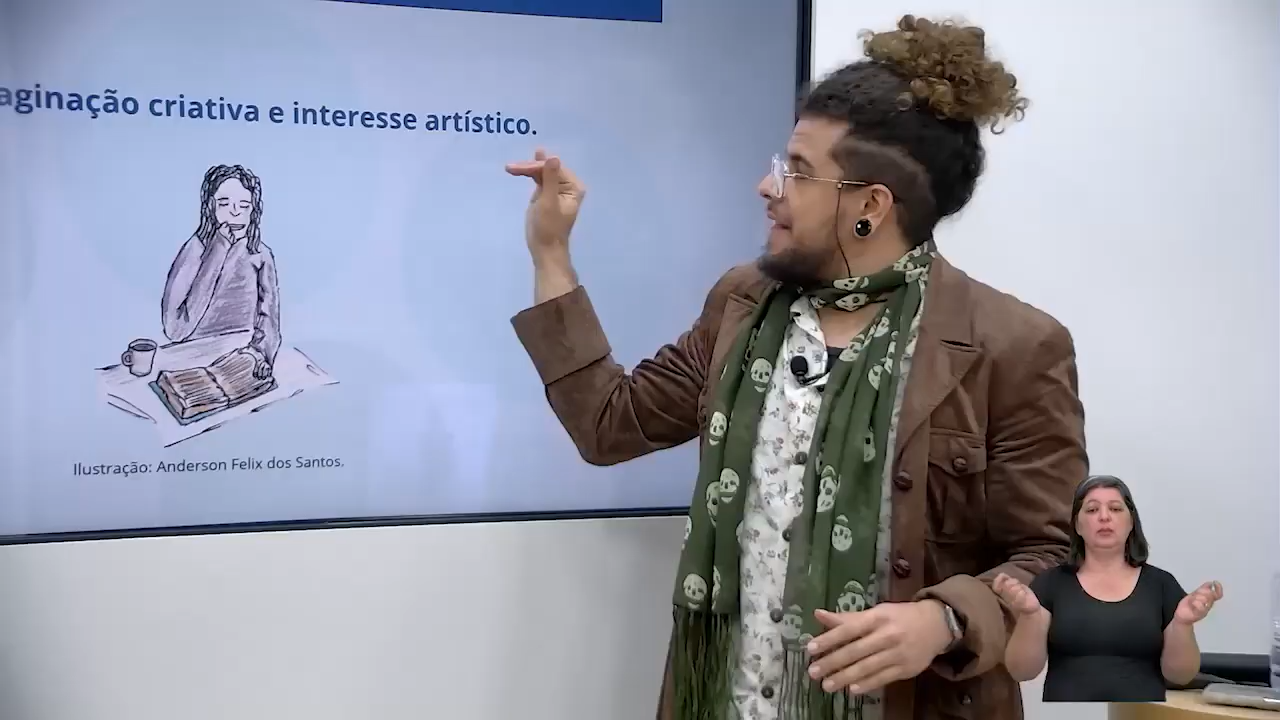 aginação criativa e interesse artístico.
Ilustração: Anderson Felix dos Santos.